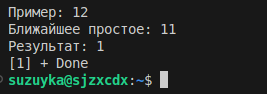 Пример: 12
Ближайшее простое: 11
Результат: 1
[1] + Done
suzuyka@sjzxcdx:~$